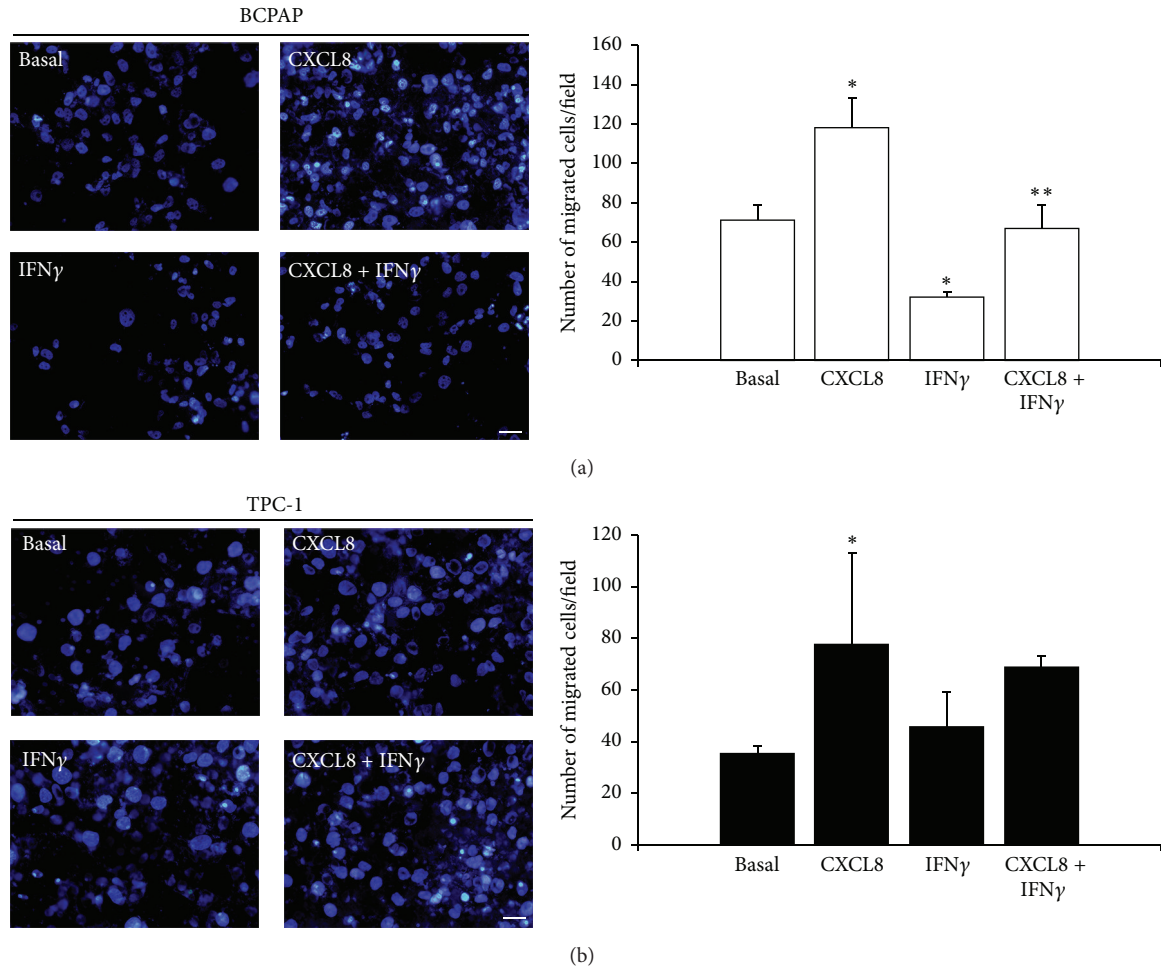 BCPAP
Basal
CXCL8
IFNγ
CXCL8 + IFNγ
Number of migrated cells/field
160
140
120
100
80
60
40
20
0
*
*
**
Basal
CXCL8
IFNγ
CXCL8 +
IFNγ
(a)
TPC-1
Basal
CXCL8
IFNγ
CXCL8 + IFNγ
Number of migrated cells/field
120
100
80
60
40
20
0
*
Basal
CXCL8
IFNγ
CXCL8 +
IFNγ
(b)